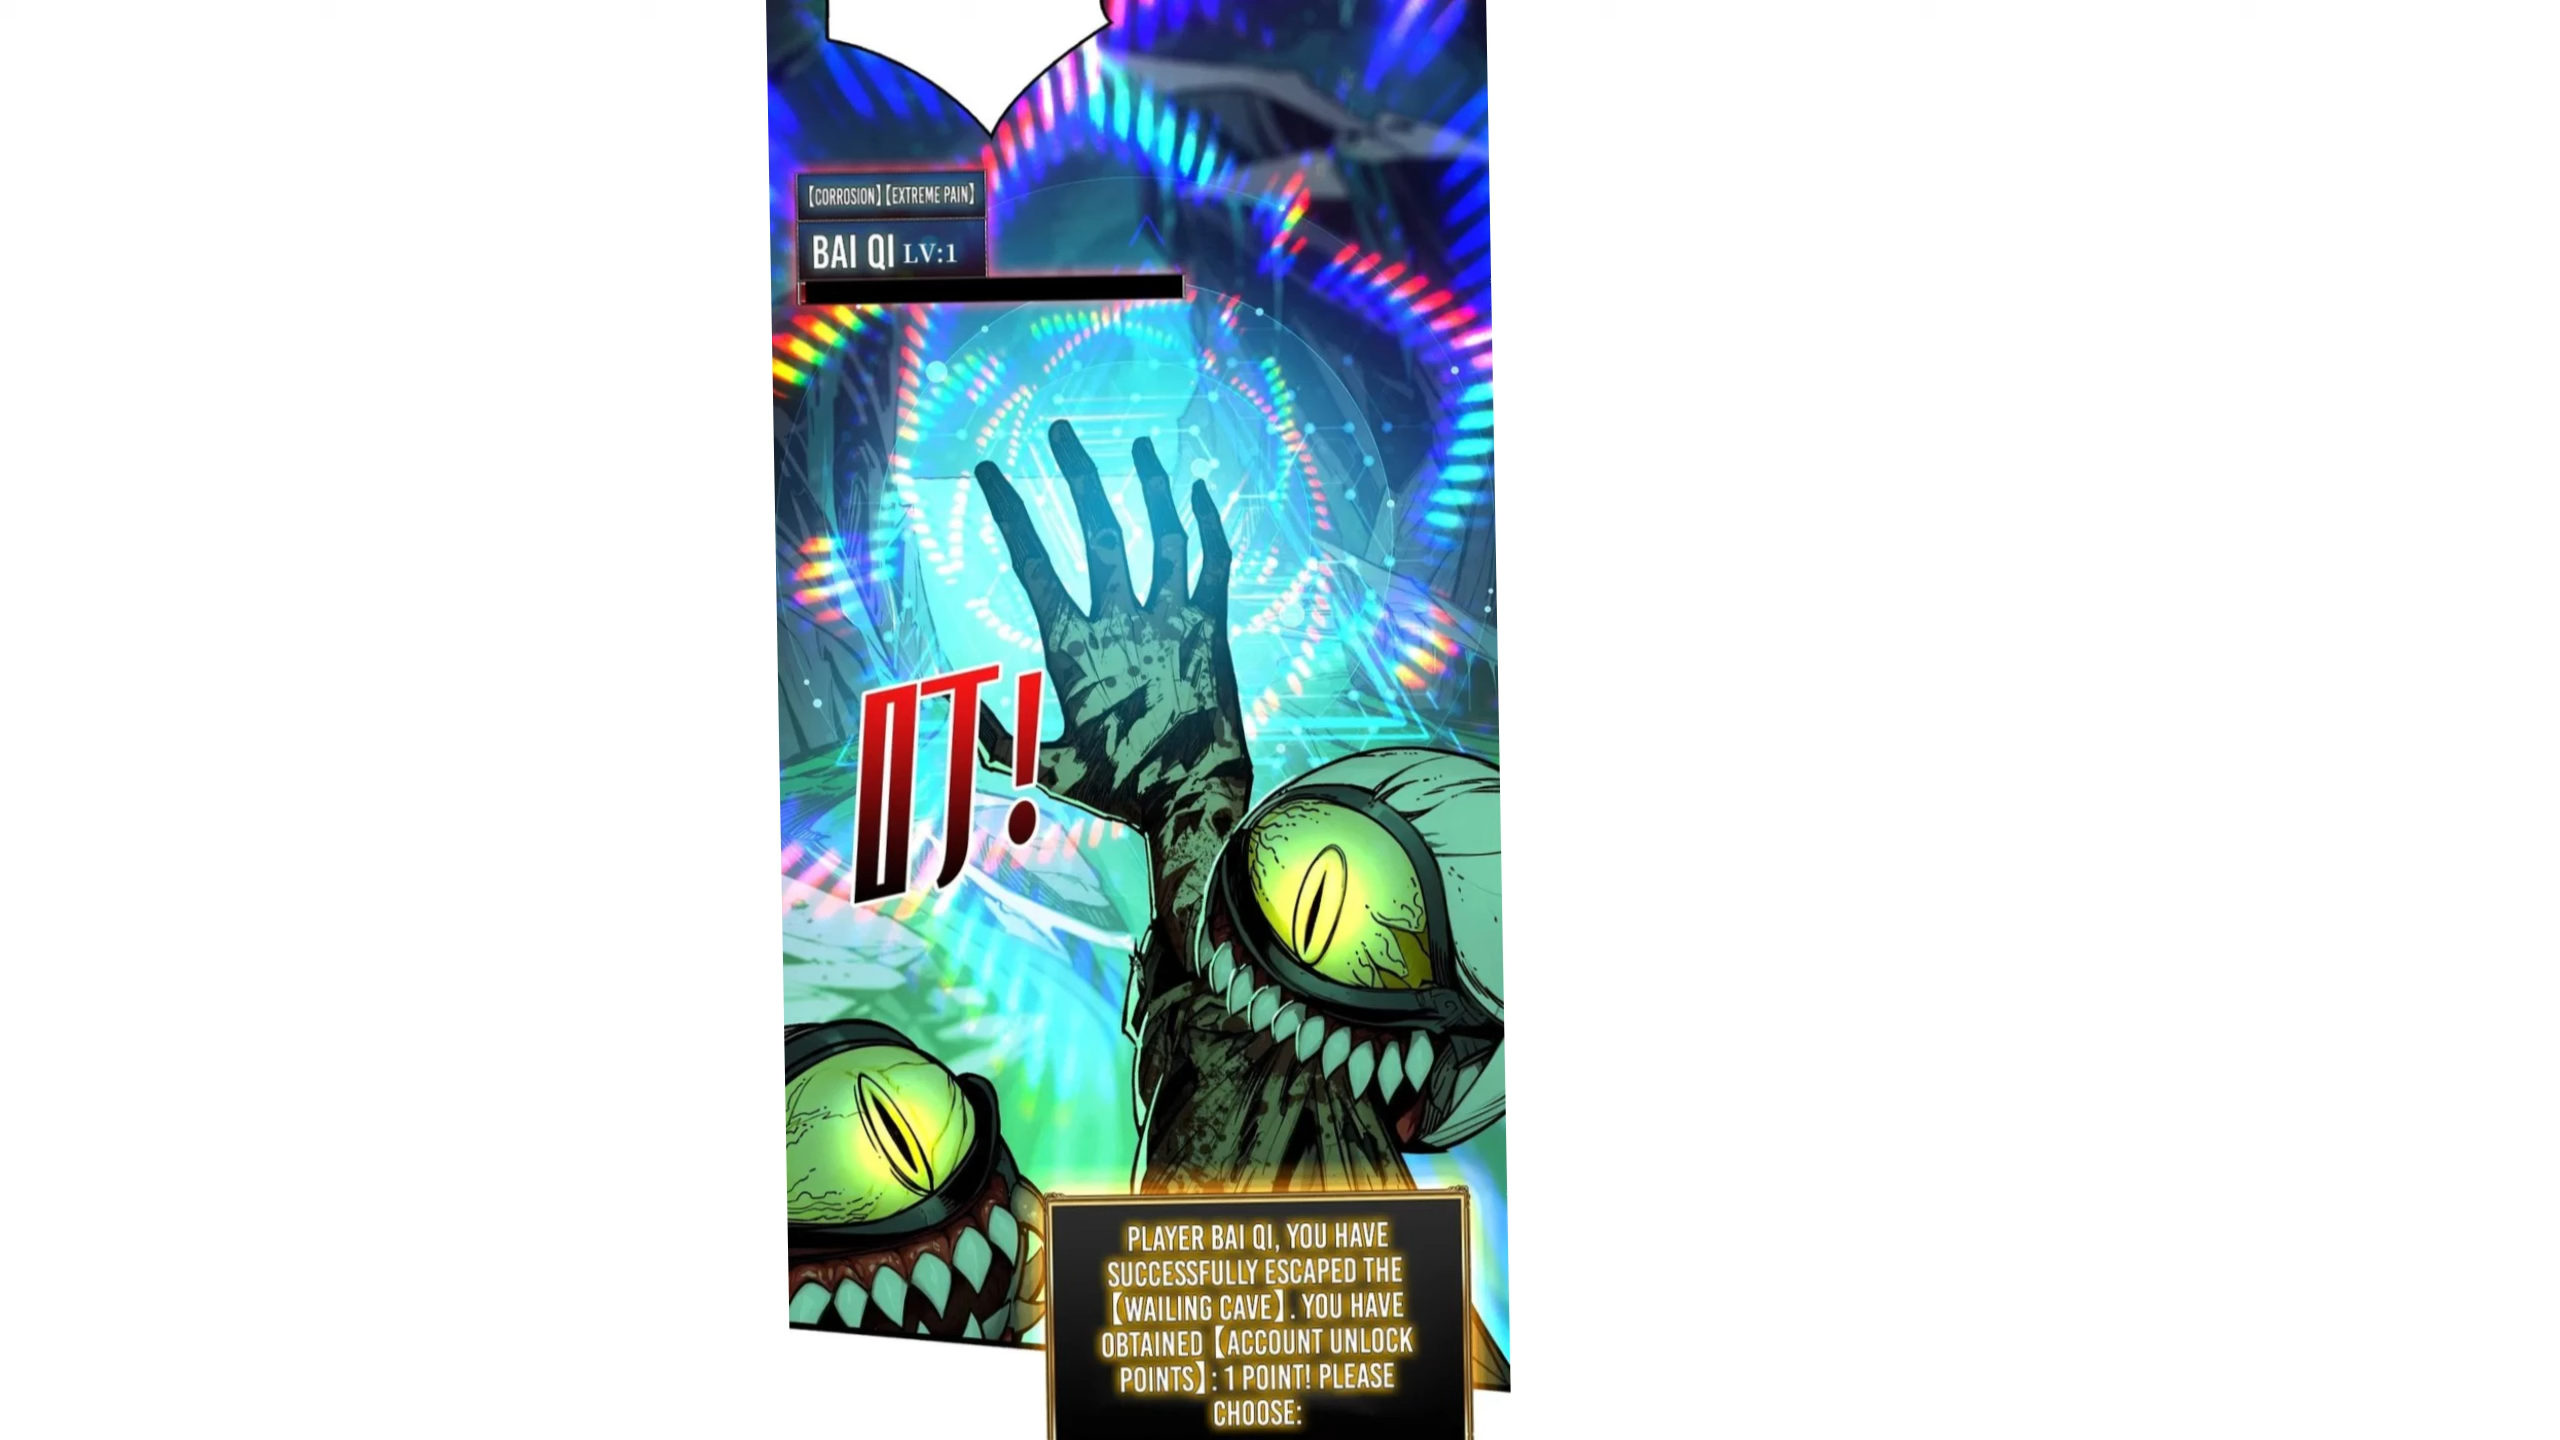 【CORROSION】【EXTREME PAIN】
BAI QI LV:1
叮!
PLAYER BAI QI, YOU HAVE
SUCCESSFULLY ESCAPED THE
【WAILING CAVE】. YOU HAVE
OBTAINED 【ACCOUNT UNLOCK
POINTS】: 1 POINT! PLEASE
CHOOSE: